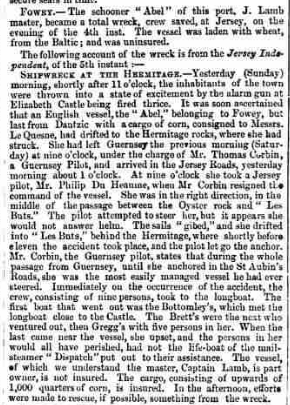 FOWEY.—The schooner "Abel" of this port, J. Lamb
master, became a total wreck, crew saved, at Jersey, on the
evening of the 4th inst. The vessel was laden with wheat,
from the Baltic; and was uninsured.
The following account of the wreck is from the Jersey Inde-
pendent, of the 5th instant :—
SHIPWRECK AT THE HERMITAGE.—Yesterday (Sunday)
morning, shortly after 11 o'clock, the inhabitants of the town
were thrown into a state of excitement by the alarm gun at
Elizabeth Castle being fired thrice. It was soon ascertained
that an English vessel, the "Abel," belonging to Fowey, but
last from Dantzic with a cargo of corn, consigned to Messrs.
Le Quesne, had drifted to the Hermitage rocks, where she had
struck. She had left Guernsey the previous morning (Satur-
day) at nine o'clock, under the charge of Mr. Thomas Corbin,
a Guernsey Pilot, and arrived in the Jersey Roads, yesterday
morning about 1 o'clock. At nine o'clock she took a Jersey
pilot, Mr. Philip Du Heaume, when Mr Corbin resigned the
command of the vessel. She was in the right direction, in the
middle of the passage between the Oyster rock and "Les
Buts." The pilot attempted to steer her, but it appears she
would not answer helm. The sails "gibed," and she drifted
into "Les Buts," behind the Hermitage, where shortly before
eleven the accident took place, and the pilot let go the anchor.
Mr. Corbin, the Guernsey pilot, states that during the whole
passage from Guernsey, until she anchored in the St Aubin's
Roads, she was the most easily managed vessel he had ever
steered. Immediately on the occurrence of the accident, the
crew, consisting of nine persons, took to the longboat. The
first boat that went out was the Bottomley's, which met the
longboat close to the Castle. The Brett's were the next who
ventured out, then Gregg's with five persons in her. When the
last came near the vessel, she upset, and the persons in her
would all have perished, had not the life-boat of the mail-
steamer "Dispatch" put out to their assistance. The vessel,
of which we understand the master, Captain Lamb, is part
owner, is not insured. The cargo, consisting of upwards of
1,000 quarters of corn, is insured. In the afternoon, efforts
were made to rescue, if possible, something from the wreck.